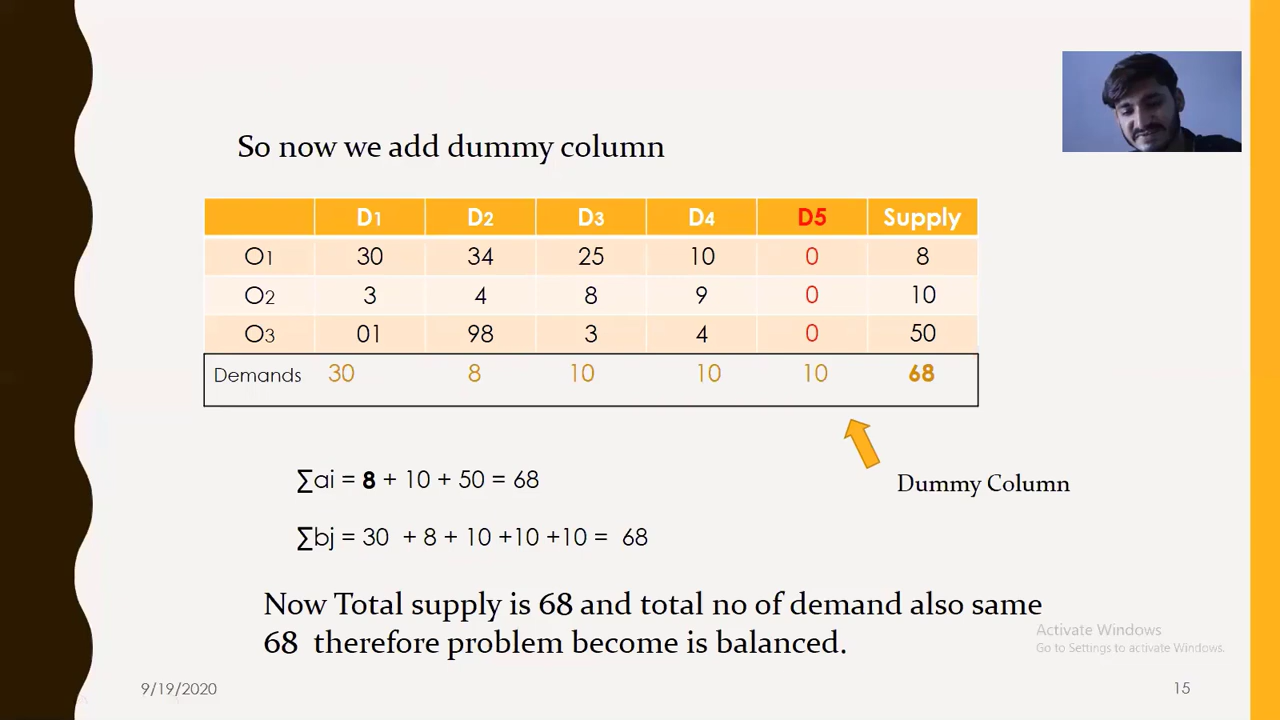 So now we add dummy column
D1 D2 D3 D4 D5 Supply
O1 30 34 25 10 0 8
O2 3 4 8 9 0 10
O3 01 98 3 4 0 50
Demands 30 8 10 10 10 68
∑ai = 8 + 10 + 50 = 68
Dummy Column
∑bj = 30 + 8 + 10 +10 +10 = 68
Now Total supply is 68 and total no of demand also same
68 therefore problem become is balanced.
Activate Windows
Go to Settings to activate Windows.
9/19/2020
15